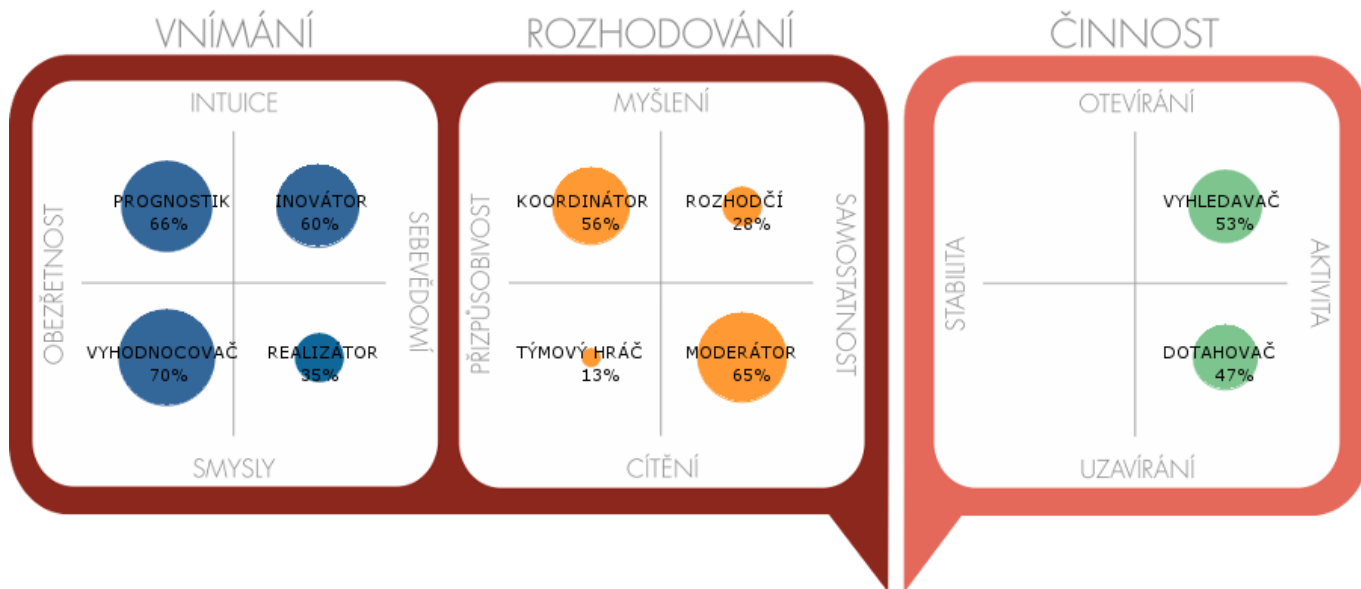 VNÍMÁNÍ
INTUICE
OBEZŘETNOST
PROGNOSTIK
66%
INOVÁTOR
60%
SEBEVĚDOMÍ
VYHODNOCOVAČ
70%
REALIZÁTOR
35%
SMYSLY
ROZHODOVÁNÍ
MYŠLENÍ
PŘIZPŮSOBIVOST
KOORDINÁTOR
56%
ROZHODČÍ
28%
SAMOSTATNOST
TÝMOVÝ HRÁČ
13%
MODERÁTOR
65%
CÍTĚNÍ
ČINNOST
OTEVÍRÁNÍ
STABILITA
VYHLEDAVAČ
53%
AKTIVITA
DOTAHOVAČ
47%
UZAVÍRÁNÍ